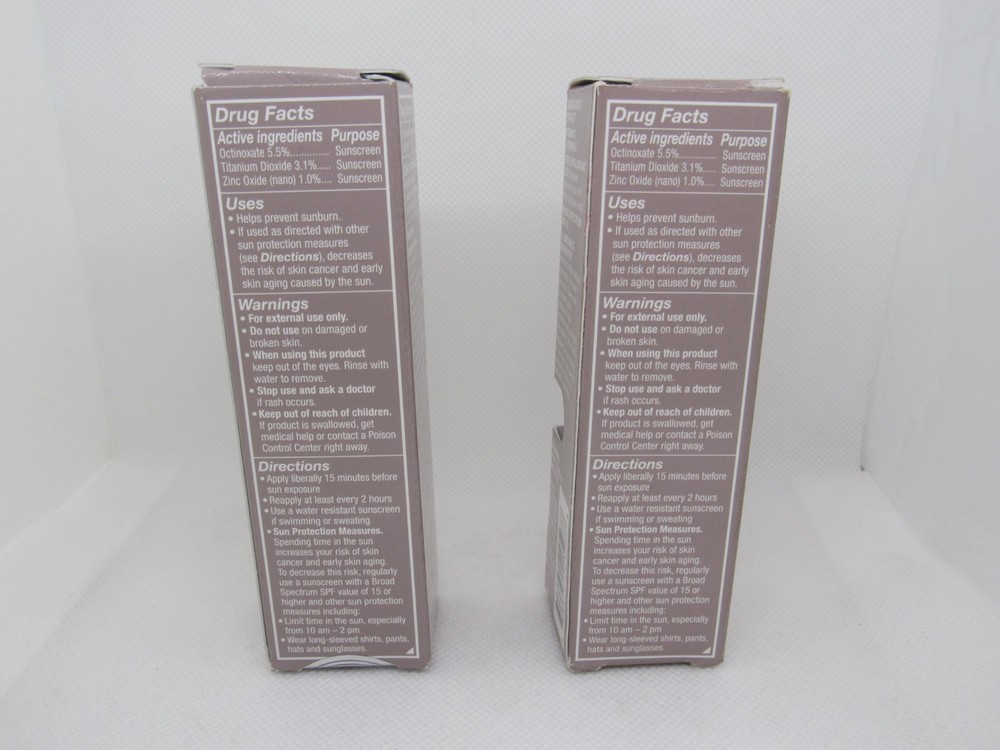 Drug Facts
Active ingredients Purpose
Octinoxate 5.5%............. Sunscreen
Titanium Dioxide 3.1%..... Sunscreen
Zinc Oxide (nano) 1.0%.... Sunscreen
Uses
• Helps prevent sunburn.
• If used as directed with other
sun protection measures
(see Directions), decreases
the risk of skin cancer and early
skin aging caused by the sun.
Warnings
• For external use only.
• Do not use on damaged or
broken skin.
• When using this product
keep out of the eyes. Rinse with
water to remove.
• Stop use and ask a doctor
if rash occurs.
• Keep out of reach of children.
If product is swallowed, get
medical help or contact a Poison
Control Center right away.
Directions
• Apply liberally 15 minutes before
sun exposure
• Reapply at least every 2 hours
• Use a water resistant sunscreen
if swimming or sweating
• Sun Protection Measures.
Spending time in the sun
increases your risk of skin
cancer and early skin aging.
To decrease this risk, regularly
use a sunscreen with a Broad
Spectrum SPF value of 15 or
higher and other sun protection
measures including:
• Limit time in the sun, especially
from 10 am – 2 pm
• Wear long-sleeved shirts, pants,
hats and sunglasses.
Drug Facts
Active ingredients Purpose
Octinoxate 5.5%............. Sunscreen
Titanium Dioxide 3.1%..... Sunscreen
Zinc Oxide (nano) 1.0%.... Sunscreen
Uses
• Helps prevent sunburn.
• If used as directed with other
sun protection measures
(see Directions), decreases
the risk of skin cancer and early
skin aging caused by the sun.
Warnings
• For external use only.
• Do not use on damaged or
broken skin.
• When using this product
keep out of the eyes. Rinse with
water to remove.
• Stop use and ask a doctor
if rash occurs.
• Keep out of reach of children.
If product is swallowed, get
medical help or contact a Poison
Control Center right away.
Directions
• Apply liberally 15 minutes before
sun exposure
• Reapply at least every 2 hours
• Use a water resistant sunscreen
if swimming or sweating
• Sun Protection Measures.
Spending time in the sun
increases your risk of skin
cancer and early skin aging.
To decrease this risk, regularly
use a sunscreen with a Broad
Spectrum SPF value of 15 or
higher and other sun protection
measures including:
• Limit time in the sun, especially
from 10 am – 2 pm
• Wear long-sleeved shirts, pants,
hats and sunglasses.